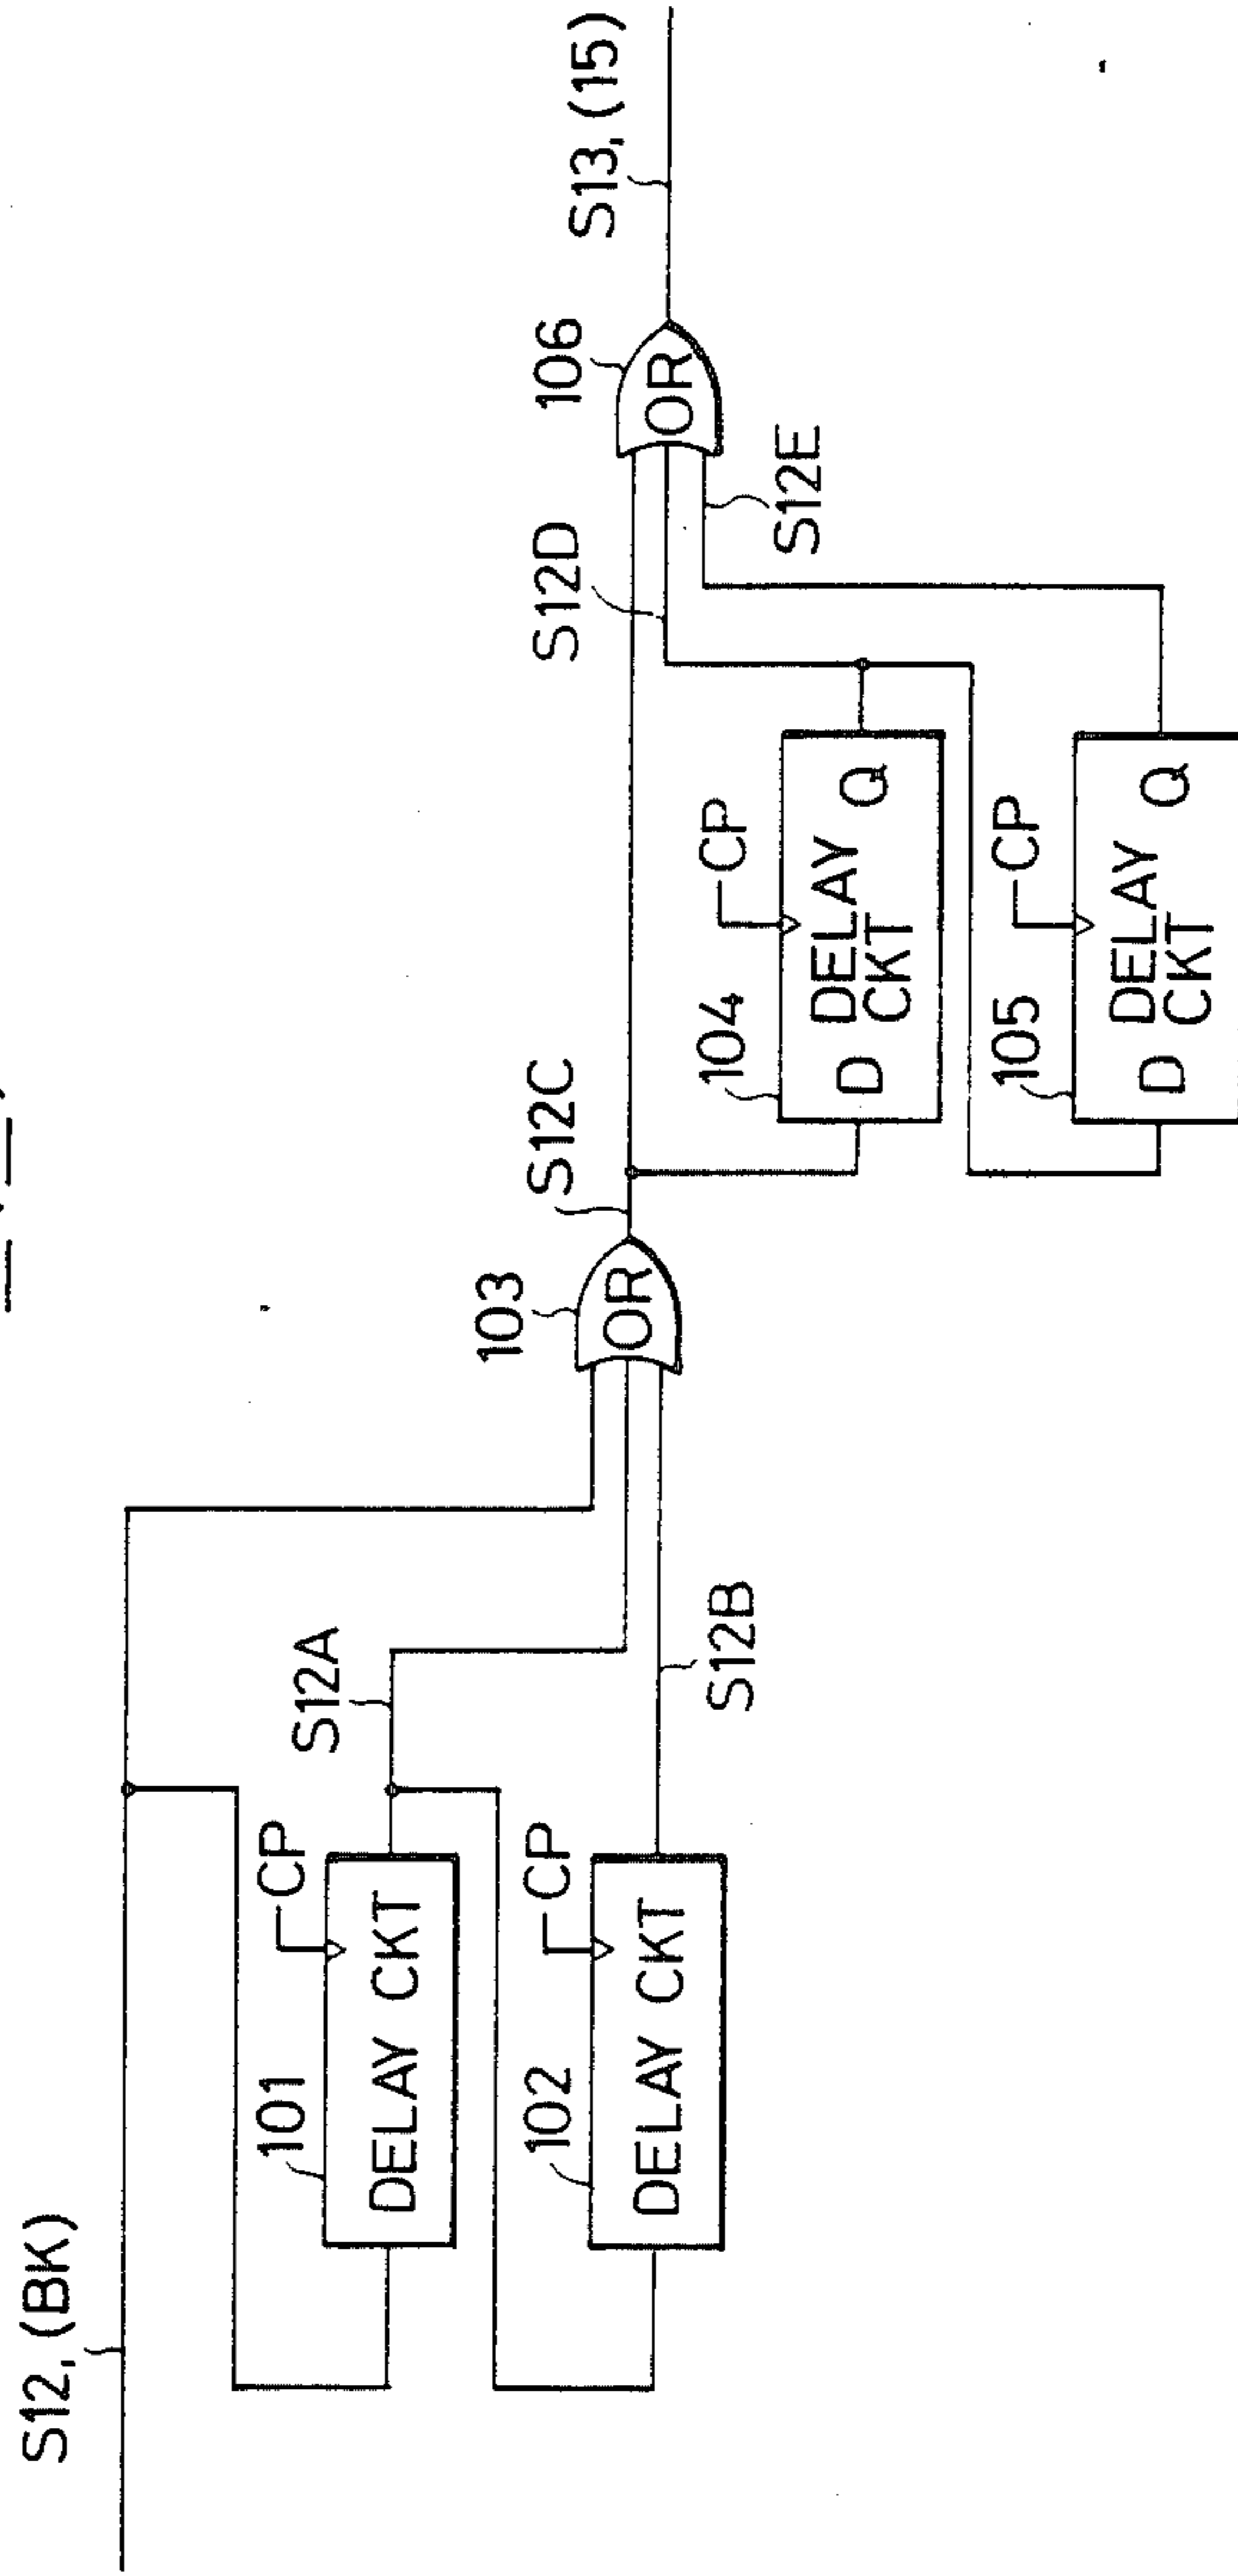 S12, (BK)
101
CP
DELAY CKT
S12A
102
CP
DELAY CKT
S12B
103
OR
S12C
104
CP
D DELAY Q
CKT
105
CP
D DELAY Q
CKT
S12D
S12E
106
OR
S13, (15)